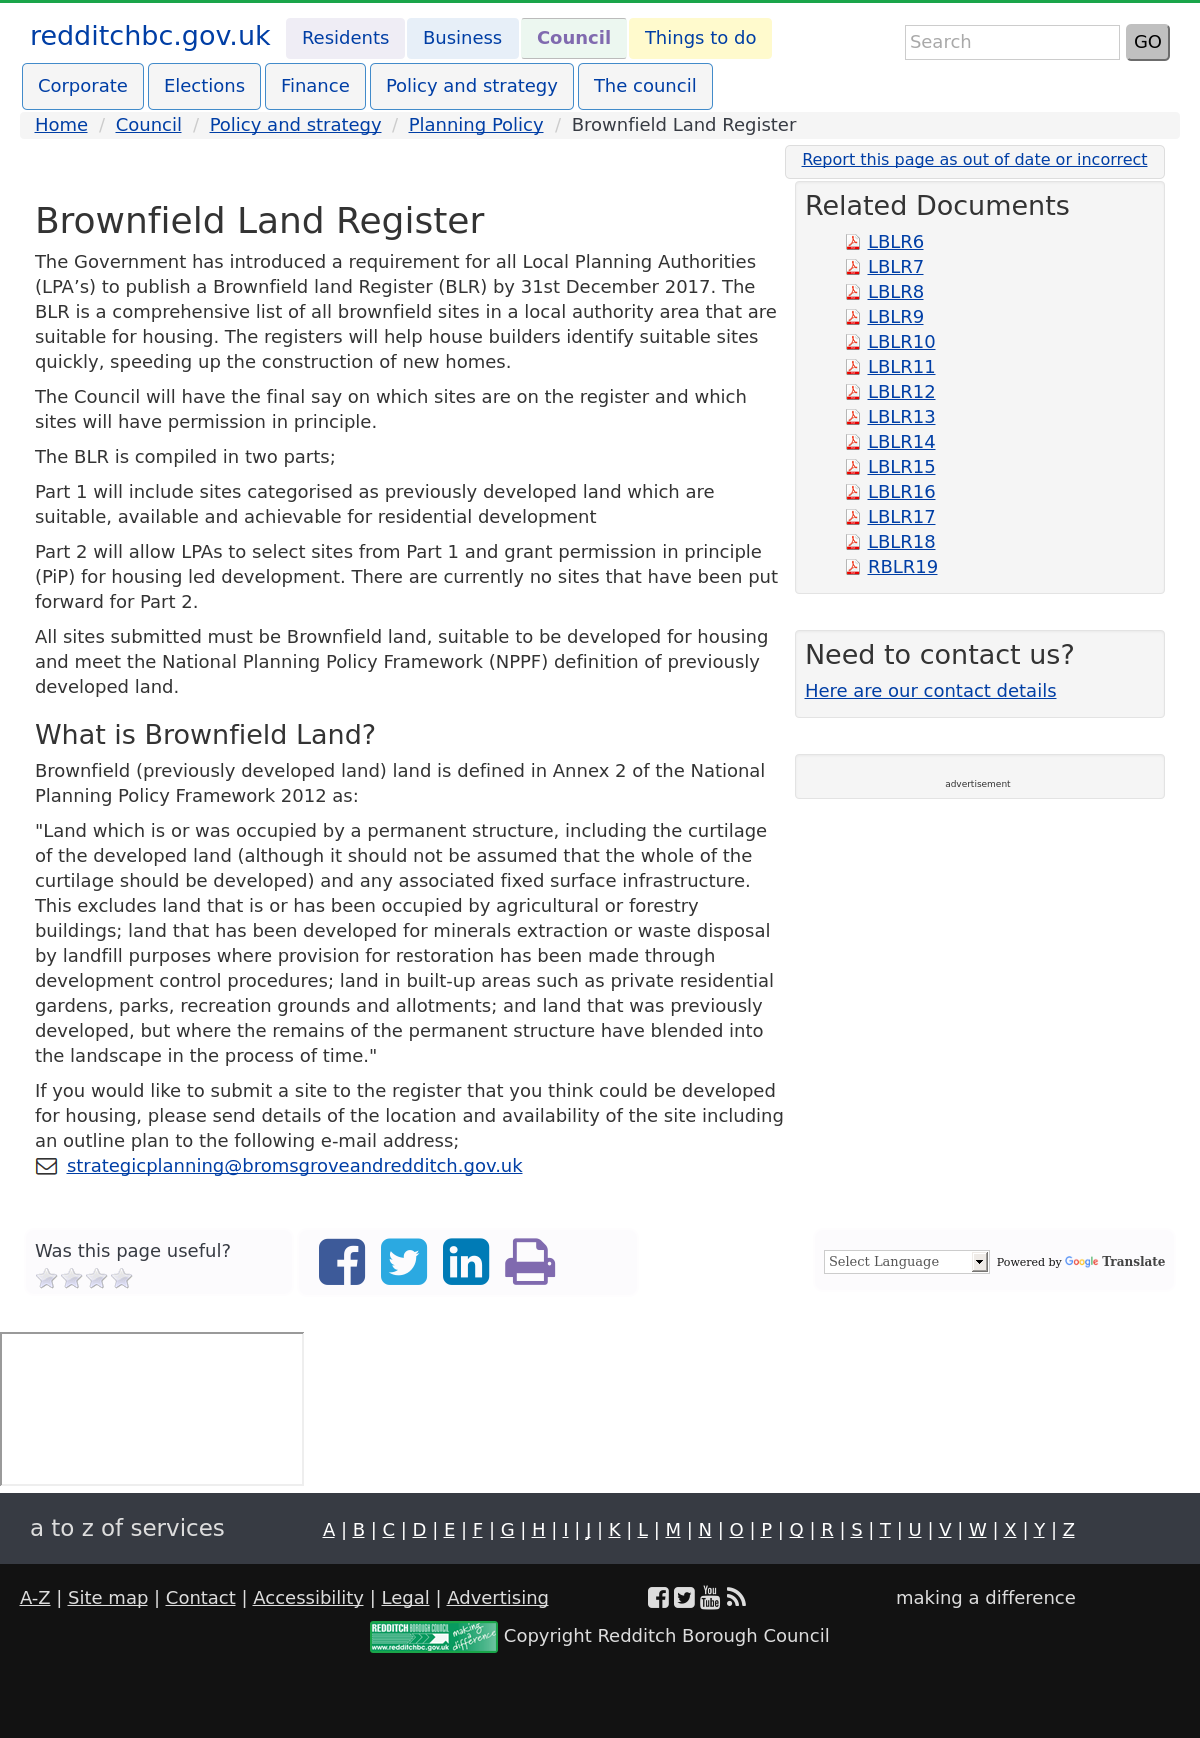 redditchbc.gov.uk
Residents Business Council Things to do
Search GO
Corporate Elections Finance Policy and strategy The council
Home / Council / Policy and strategy / Planning Policy / Brownfield Land Register
Report this page as out of date or incorrect
Brownfield Land Register
The Government has introduced a requirement for all Local Planning Authorities
(LPA’s) to publish a Brownfield land Register (BLR) by 31st December 2017. The
BLR is a comprehensive list of all brownfield sites in a local authority area that are
suitable for housing. The registers will help house builders identify suitable sites
quickly, speeding up the construction of new homes.
The Council will have the final say on which sites are on the register and which
sites will have permission in principle.
The BLR is compiled in two parts;
Part 1 will include sites categorised as previously developed land which are
suitable, available and achievable for residential development
Part 2 will allow LPAs to select sites from Part 1 and grant permission in principle
(PiP) for housing led development. There are currently no sites that have been put
forward for Part 2.
All sites submitted must be Brownfield land, suitable to be developed for housing
and meet the National Planning Policy Framework (NPPF) definition of previously
developed land.
What is Brownfield Land?
Brownfield (previously developed land) land is defined in Annex 2 of the National
Planning Policy Framework 2012 as:
"Land which is or was occupied by a permanent structure, including the curtilage
of the developed land (although it should not be assumed that the whole of the
curtilage should be developed) and any associated fixed surface infrastructure.
This excludes land that is or has been occupied by agricultural or forestry
buildings; land that has been developed for minerals extraction or waste disposal
by landfill purposes where provision for restoration has been made through
development control procedures; land in built-up areas such as private residential
gardens, parks, recreation grounds and allotments; and land that was previously
developed, but where the remains of the permanent structure have blended into
the landscape in the process of time."
If you would like to submit a site to the register that you think could be developed
for housing, please send details of the location and availability of the site including
an outline plan to the following e-mail address;
strategicplanning@bromsgroveandredditch.gov.uk
Related Documents
LBLR6
LBLR7
LBLR8
LBLR9
LBLR10
LBLR11
LBLR12
LBLR13
LBLR14
LBLR15
LBLR16
LBLR17
LBLR18
RBLR19
Need to contact us?
Here are our contact details
advertisement
Was this page useful?
Select Language Powered by Google Translate
a to z of services A | B | C | D | E | F | G | H | I | J | K | L | M | N | O | P | Q | R | S | T | U | V | W | X | Y | Z
A-Z | Site map | Contact | Accessibility | Legal | Advertising You Tube making a difference
REDDITCH BOROUGH COUNCIL www.redditchbc.gov.uk making a difference Copyright Redditch Borough Council